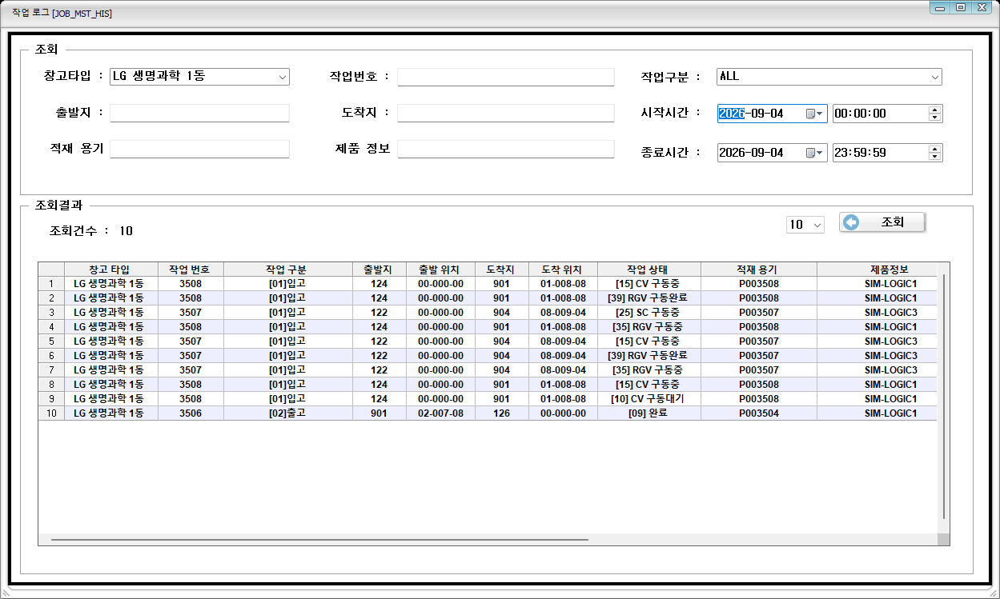 작업 로그 [JOB_MST_HIS]
조회
창고타입 : LG 생명과학 1동 작업번호 : 작업구분 : ALL
출발지 : 도착지 : 시작시간 : 2026-09-04 00:00:00
적재 용기 제품 정보 종료시간 : 2026-09-04 23:59:59
조회결과
조회건수 : 10 10 조회
창고 타입 작업 번호 작업 구분 출발지 출발 위치 도착지 도착 위치 작업 상태 적재 용기 제품정보
1 LG 생명과학 1동 3508 [01]입고 124 00-000-00 901 01-008-08 [15] CV 구동중 P003508 SIM-LOGIC1
2 LG 생명과학 1동 3508 [01]입고 124 00-000-00 901 01-008-08 [39] RGV 구동완료 P003508 SIM-LOGIC1
3 LG 생명과학 1동 3507 [01]입고 122 00-000-00 904 08-009-04 [25] SC 구동중 P003507 SIM-LOGIC3
4 LG 생명과학 1동 3508 [01]입고 124 00-000-00 901 01-008-08 [35] RGV 구동중 P003508 SIM-LOGIC1
5 LG 생명과학 1동 3507 [01]입고 122 00-000-00 904 08-009-04 [15] CV 구동중 P003507 SIM-LOGIC3
6 LG 생명과학 1동 3507 [01]입고 122 00-000-00 904 08-009-04 [39] RGV 구동완료 P003507 SIM-LOGIC3
7 LG 생명과학 1동 3507 [01]입고 122 00-000-00 904 08-009-04 [35] RGV 구동중 P003507 SIM-LOGIC3
8 LG 생명과학 1동 3508 [01]입고 124 00-000-00 901 01-008-08 [15] CV 구동중 P003508 SIM-LOGIC1
9 LG 생명과학 1동 3508 [01]입고 124 00-000-00 901 01-008-08 [10] CV 구동대기 P003508 SIM-LOGIC1
10 LG 생명과학 1동 3506 [02]출고 901 02-007-08 126 00-000-00 [09] 완료 P003504 SIM-LOGIC1